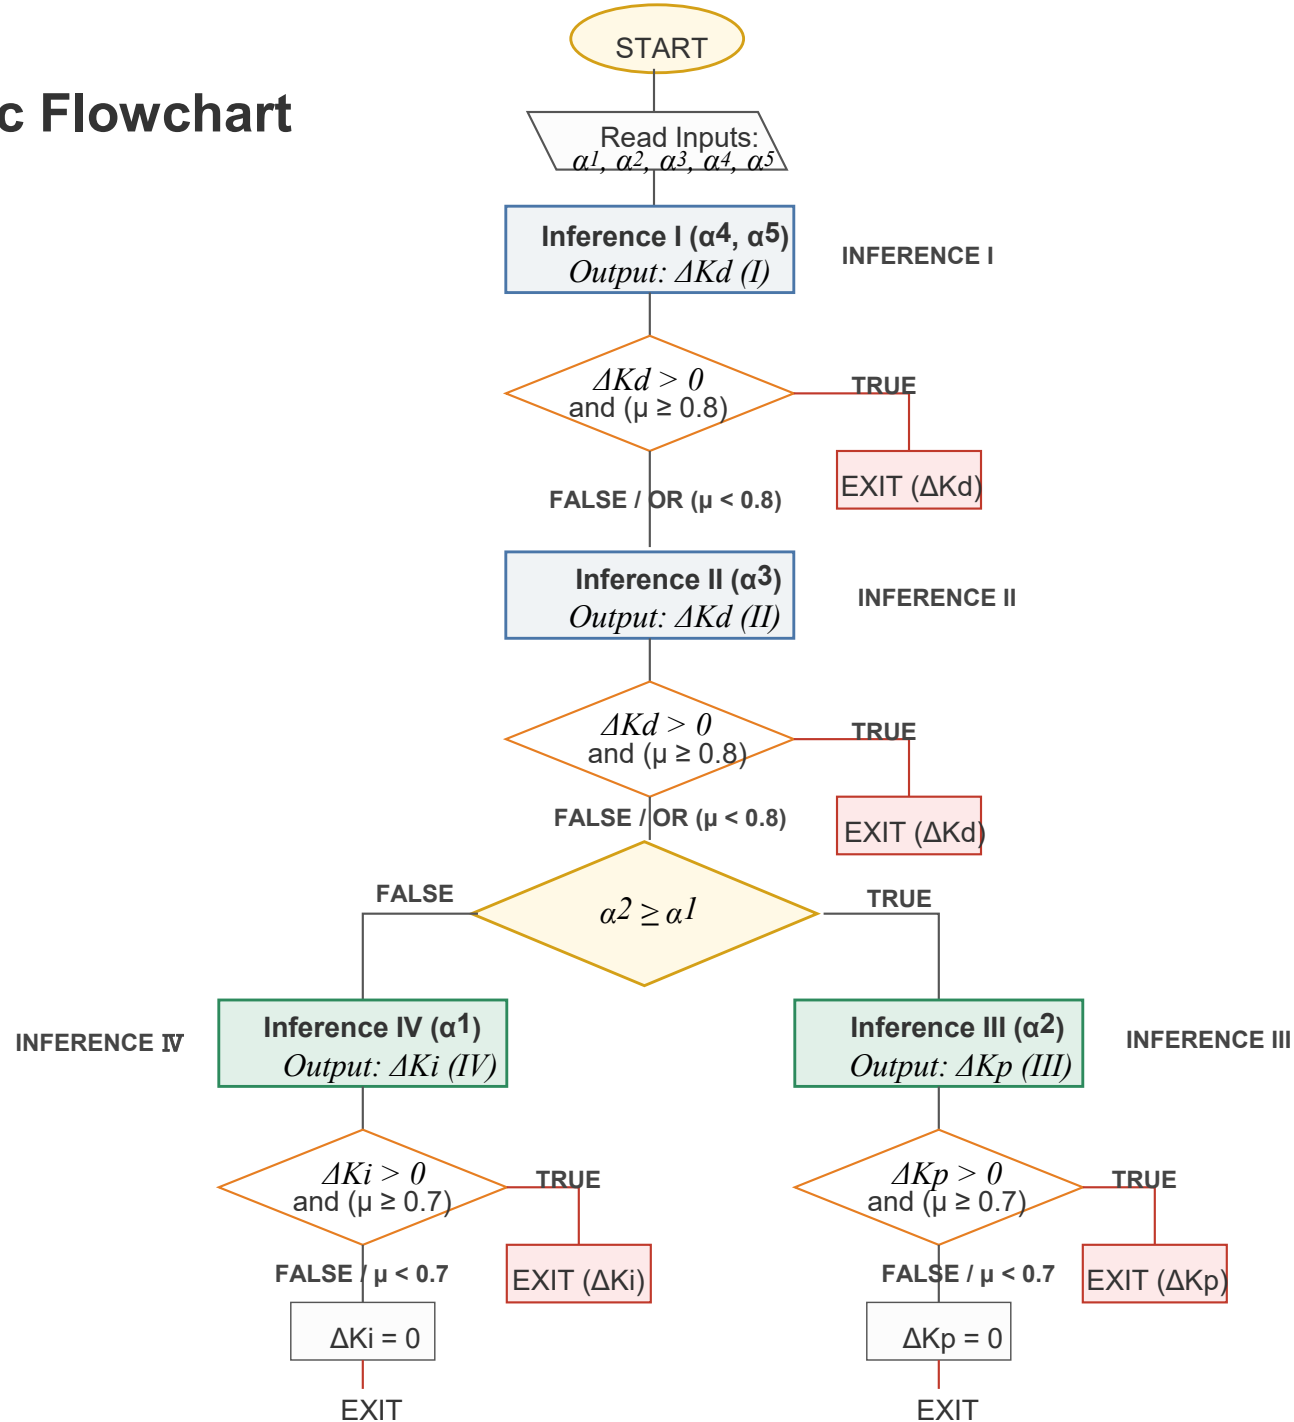 START
c Flowchart
Read Inputs:
α1, α2, α3, α4, α5
Inference I (α4, α5)
Output: ΔKd (I)
INFERENCE I
ΔKd > 0
and (μ ≥ 0.8)
TRUE
EXIT (ΔKd)
FALSE / OR (μ < 0.8)
Inference II (α3)
Output: ΔKd (II)
INFERENCE II
ΔKd > 0
and (μ ≥ 0.8)
TRUE
EXIT (ΔKd)
FALSE / OR (μ < 0.8)
FALSE
α2 ≥ α1
TRUE
INFERENCE Ⅳ
Inference IV (α1)
Output: ΔKi (IV)
Inference III (α2)
Output: ΔKp (III)
INFERENCE III
ΔKi > 0
and (μ ≥ 0.7)
TRUE
ΔKp > 0
and (μ ≥ 0.7)
TRUE
FALSE / μ < 0.7
EXIT (ΔKi)
FALSE / μ < 0.7
EXIT (ΔKp)
ΔKi = 0
ΔKp = 0
EXIT
EXIT